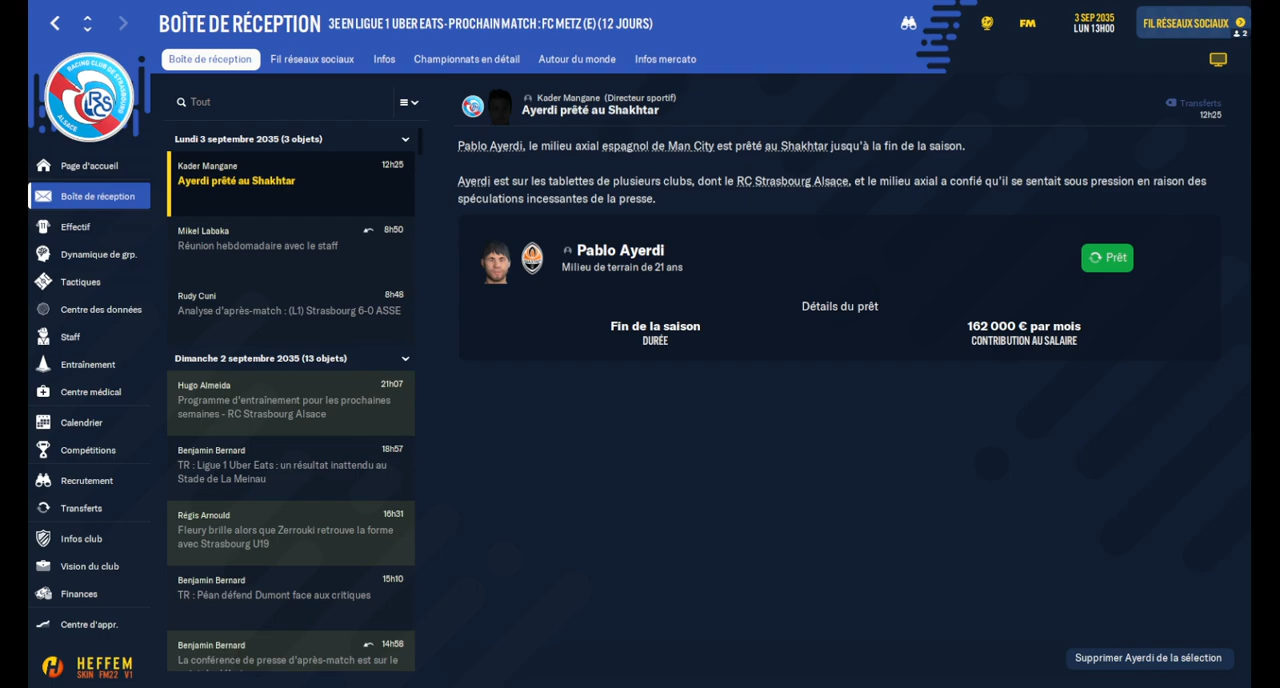 BOÎTE DE RÉCEPTION 3E EN LIGUE 1 UBER EATS - PROCHAIN MATCH : FC METZ (E) (12 JOURS)
FM
3 SEP 2035
LUN 13H00
FIL RÉSEAUX SOCIAUX
2
Boîte de réception
Fil réseaux sociaux
Infos
Championnats en détail
Autour du monde
Infos mercato
RACING CLUB DE STRASBOURG
RCS
ALSACE
Page d'accueil
Boîte de réception
Effectif
Dynamique de grp.
Tactiques
Centre des données
Staff
Entraînement
Centre médical
Calendrier
Compétitions
Recrutement
Transferts
Infos club
Vision du club
Finances
Centre d'appr.
HEFFEM
SKIN FM22 V1
Tout
Lundi 3 septembre 2035 (3 objets)
Kader Mangane 12h25
Ayerdi prêté au Shakhtar
Mikel Labaka 8h50
Réunion hebdomadaire avec le staff
Rudy Cuni 8h48
Analyse d'après-match : (L1) Strasbourg 6-0 ASSE
Dimanche 2 septembre 2035 (13 objets)
Hugo Almeida 21h07
Programme d'entraînement pour les prochaines
semaines - RC Strasbourg Alsace
Benjamin Bernard 18h57
TR : Ligue 1 Uber Eats : un résultat inattendu au
Stade de La Meinau
Régis Arnould 16h31
Fleury brille alors que Zerrouki retrouve la forme
avec Strasbourg U19
Benjamin Bernard 15h10
TR : Péan défend Dumont face aux critiques
Benjamin Bernard 14h58
La conférence de presse d'après-match est sur le
Kader Mangane (Directeur sportif)
Ayerdi prêté au Shakhtar
Transferts
12h25
Pablo Ayerdi, le milieu axial espagnol de Man City est prêté au Shakhtar jusqu'à la fin de la saison.
Ayerdi est sur les tablettes de plusieurs clubs, dont le RC Strasbourg Alsace, et le milieu axial a confié qu'il se sentait sous pression en raison des
spéculations incessantes de la presse.
Pablo Ayerdi
Milieu de terrain de 21 ans
Prêt
Détails du prêt
Fin de la saison
DURÉE
162 000 € par mois
CONTRIBUTION AU SALAIRE
Supprimer Ayerdi de la sélection